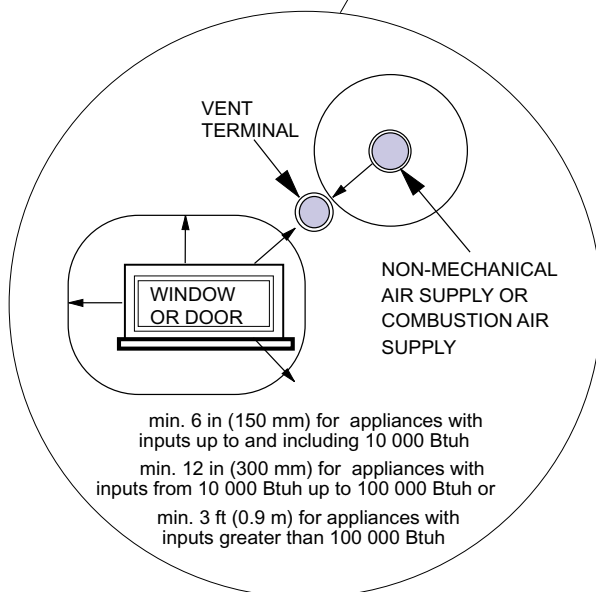 VENT
TERMINAL
NON-MECHANICAL
AIR SUPPLY OR
COMBUSTION AIR
SUPPLY
WINDOW
OR DOOR
min. 6 in (150 mm) for appliances with
inputs up to and including 10 000 Btuh
min. 12 in (300 mm) for appliances with
inputs from 10 000 Btuh up to 100 000 Btuh or
min. 3 ft (0.9 m) for appliances with
inputs greater than 100 000 Btuh